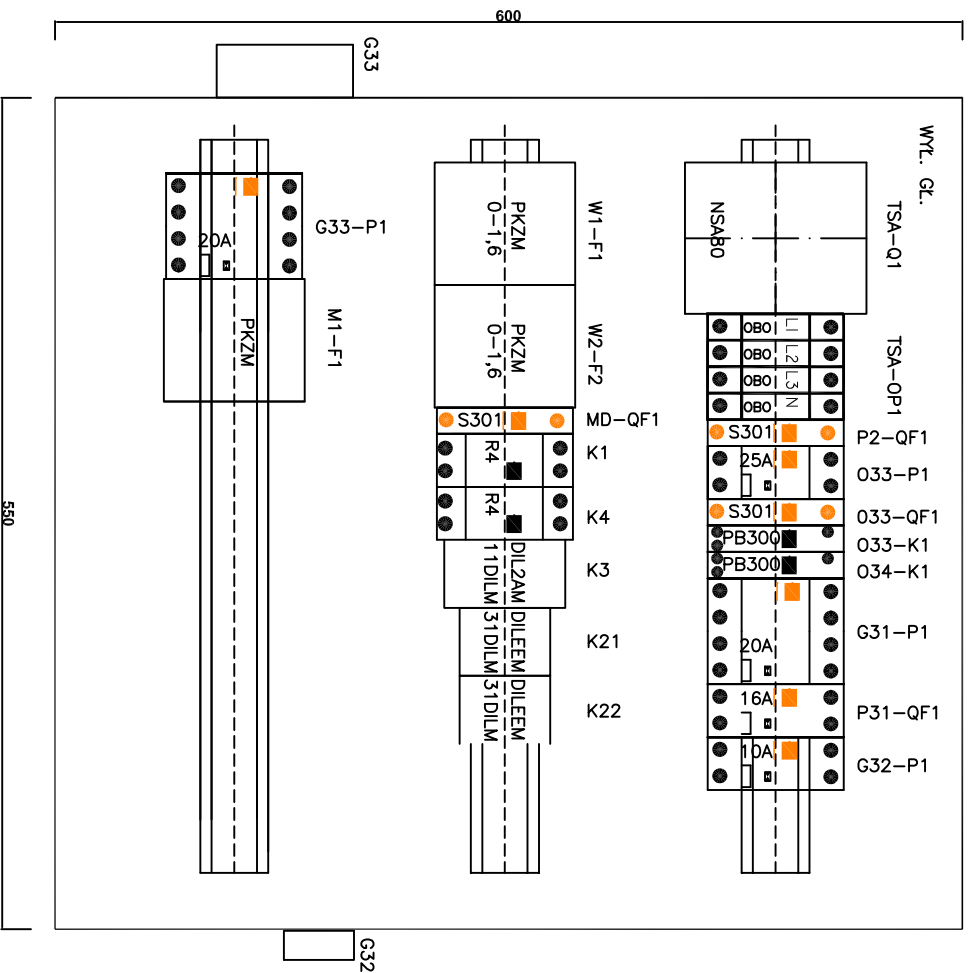 600
G33
WYŁ. GŁ.
G33-P1
20A
M1-F1
PKZM
W1-F1
PKZM
0-1,6
W2-F2
PKZM
0-1,6
MD-QF1
S301
K1
R4
K4
R4
K3
DIL2AM
11DILM
K21
DILEEM
31DILM
K22
DILEEM
31DILM
TSA-Q1
NSA80
TSA-OP1
OBO L1
OBO L2
OBO L3
OBO N
S301
P2-QF1
25A
O33-P1
S301
O33-QF1
PB300
O33-K1
PB300
O34-K1
G31-P1
20A
16A
P31-QF1
10A
G32-P1
550
G32